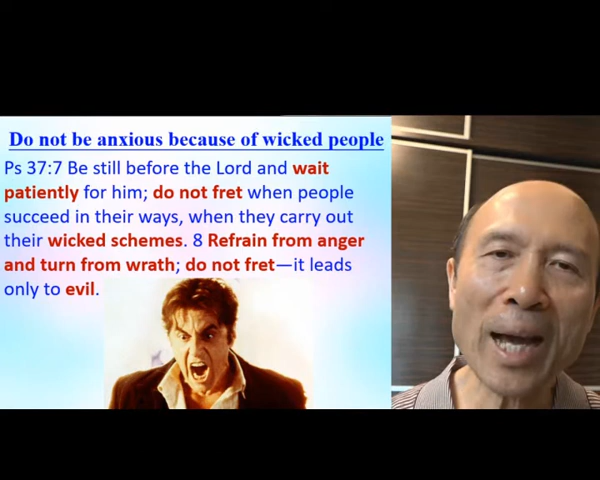 Do not be anxious because of wicked people
Ps 37:7 Be still before the Lord and wait
patiently for him; do not fret when people
succeed in their ways, when they carry out
their wicked schemes. 8 Refrain from anger
and turn from wrath; do not fret—it leads
only to evil.